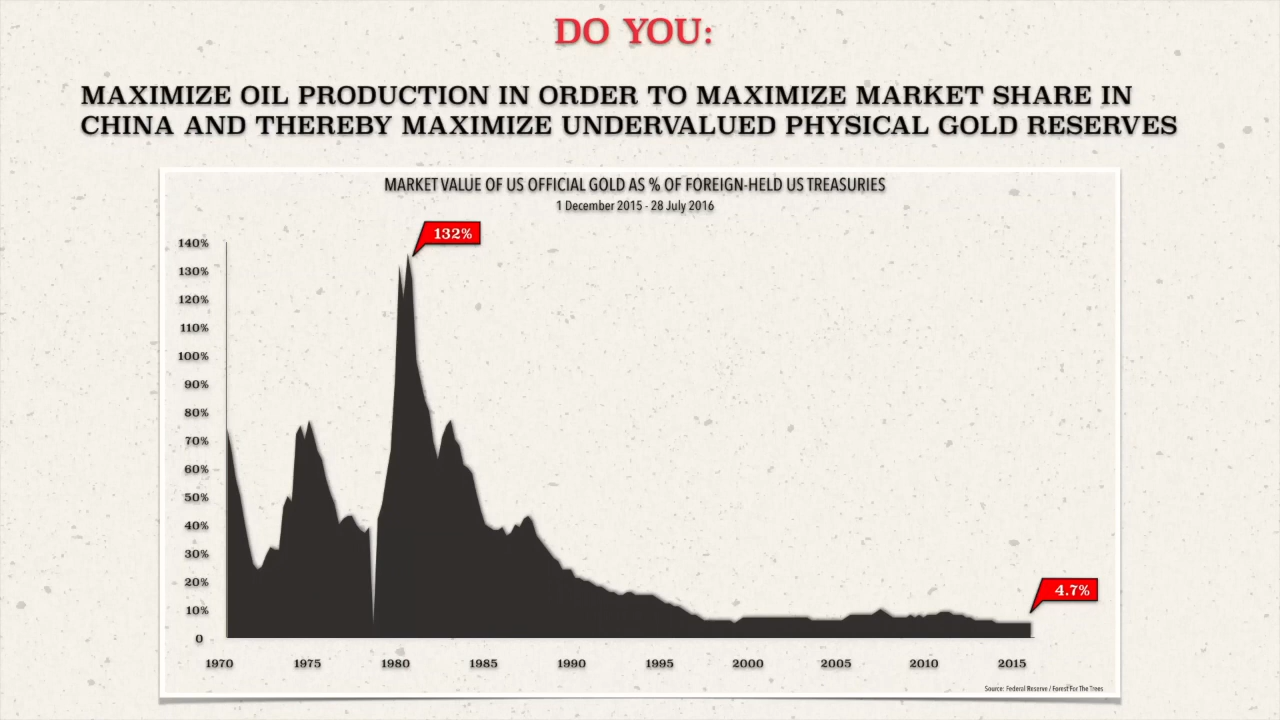 DO YOU:
MAXIMIZE OIL PRODUCTION IN ORDER TO MAXIMIZE MARKET SHARE IN
CHINA AND THEREBY MAXIMIZE UNDERVALUED PHYSICAL GOLD RESERVES
MARKET VALUE OF US OFFICIAL GOLD AS % OF FOREIGN-HELD US TREASURIES
1 December 2015 - 28 July 2016
132%
140%
130%
120%
110%
100%
90%
80%
70%
60%
50%
40%
30%
20%
10%
0
4.7%
1970 1975 1980 1985 1990 1995 2000 2005 2010 2015
Source: Federal Reserve / Forest For The Trees